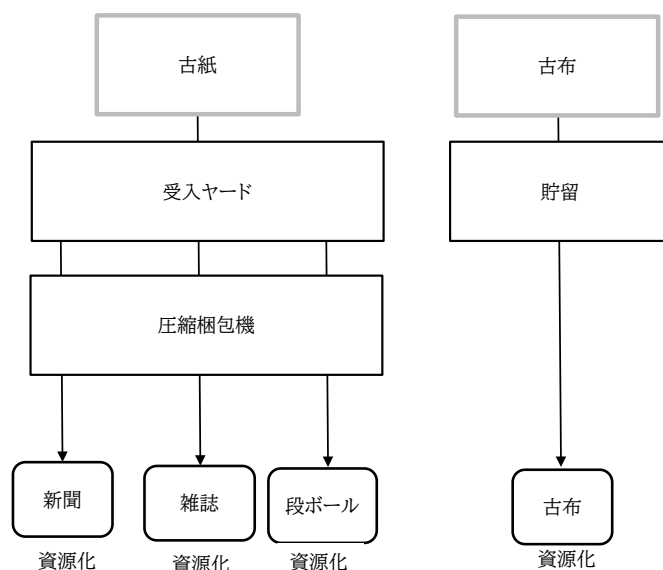 古紙
古布
受入ヤード
貯留
圧縮梱包機
新聞
雑誌
段ボール
古布
資源化
資源化
資源化
資源化